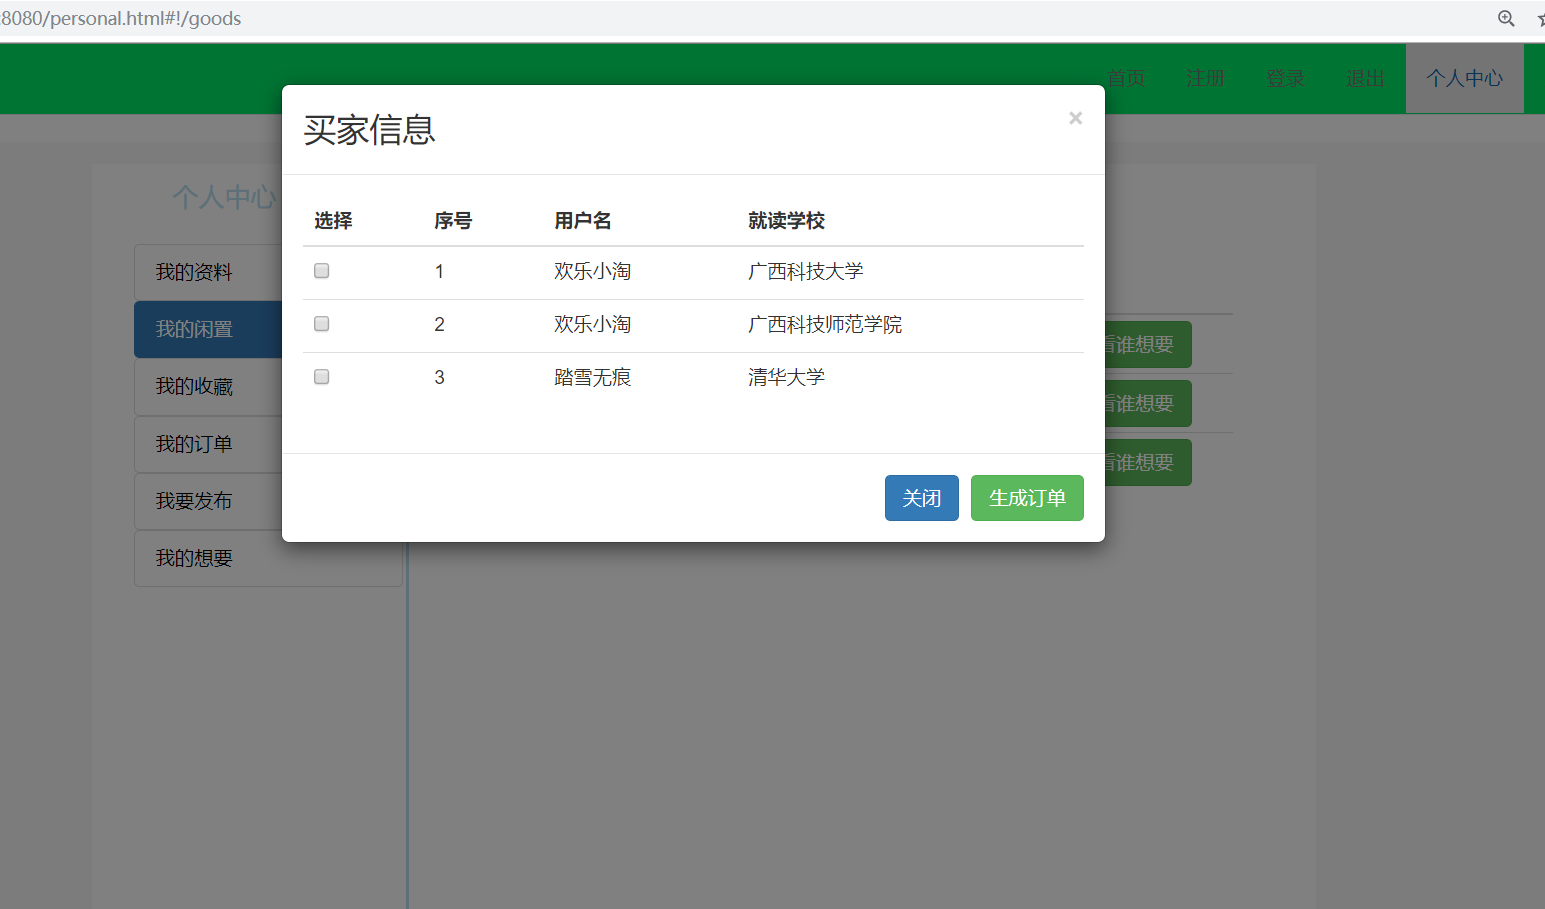 :8080/personal.html#!/goods
首页 注册 登录 退出 个人中心
买家信息 ×
个人中心
选择 序号 用户名 就读学校
1 欢乐小淘 广西科技大学
2 欢乐小淘 广西科技师范学院
3 踏雪无痕 清华大学
关闭 生成订单
我的资料
我的闲置
我的收藏
我的订单
我要发布
我的想要
看谁想要
看谁想要
看谁想要